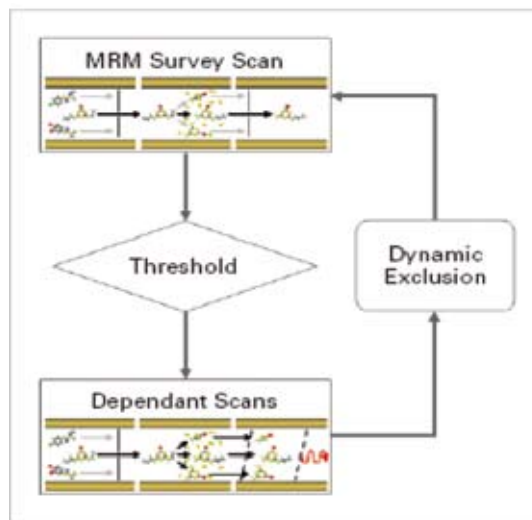 MRM Survey Scan
Threshold
Dynamic
Exclusion
Dependant Scans